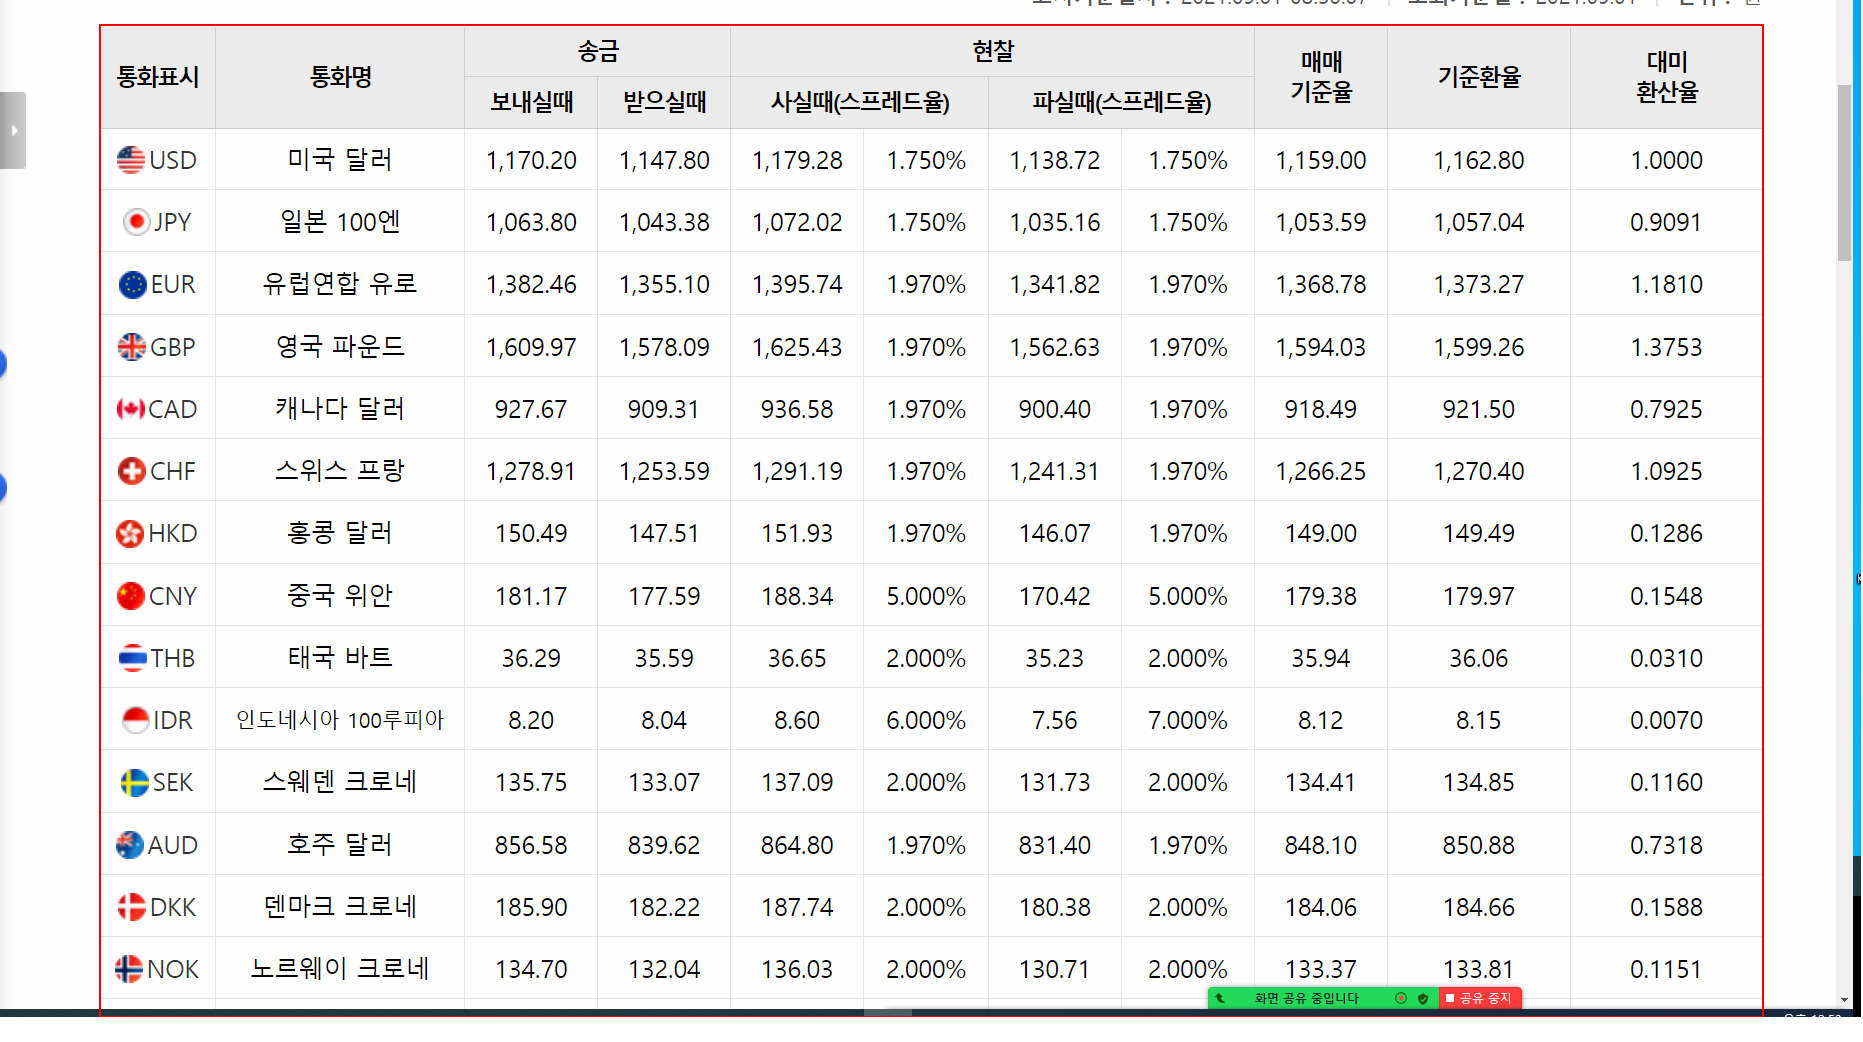 송금 현찰
통화표시 통화명 보내실때 받으실때 사실때(스프레드율) 파실때(스프레드율) 매매 기준율 기준환율 대미 환산율
USD 미국 달러 1,170.20 1,147.80 1,179.28 1.750% 1,138.72 1.750% 1,159.00 1,162.80 1.0000
JPY 일본 100엔 1,063.80 1,043.38 1,072.02 1.750% 1,035.16 1.750% 1,053.59 1,057.04 0.9091
EUR 유럽연합 유로 1,382.46 1,355.10 1,395.74 1.970% 1,341.82 1.970% 1,368.78 1,373.27 1.1810
GBP 영국 파운드 1,609.97 1,578.09 1,625.43 1.970% 1,562.63 1.970% 1,594.03 1,599.26 1.3753
CAD 캐나다 달러 927.67 909.31 936.58 1.970% 900.40 1.970% 918.49 921.50 0.7925
CHF 스위스 프랑 1,278.91 1,253.59 1,291.19 1.970% 1,241.31 1.970% 1,266.25 1,270.40 1.0925
HKD 홍콩 달러 150.49 147.51 151.93 1.970% 146.07 1.970% 149.00 149.49 0.1286
CNY 중국 위안 181.17 177.59 188.34 5.000% 170.42 5.000% 179.38 179.97 0.1548
THB 태국 바트 36.29 35.59 36.65 2.000% 35.23 2.000% 35.94 36.06 0.0310
IDR 인도네시아 100루피아 8.20 8.04 8.60 6.000% 7.56 7.000% 8.12 8.15 0.0070
SEK 스웨덴 크로네 135.75 133.07 137.09 2.000% 131.73 2.000% 134.41 134.85 0.1160
AUD 호주 달러 856.58 839.62 864.80 1.970% 831.40 1.970% 848.10 850.88 0.7318
DKK 덴마크 크로네 185.90 182.22 187.74 2.000% 180.38 2.000% 184.06 184.66 0.1588
NOK 노르웨이 크로네 134.70 132.04 136.03 2.000% 130.71 2.000% 133.37 133.81 0.1151
화면 공유 중입니다 공유 중지